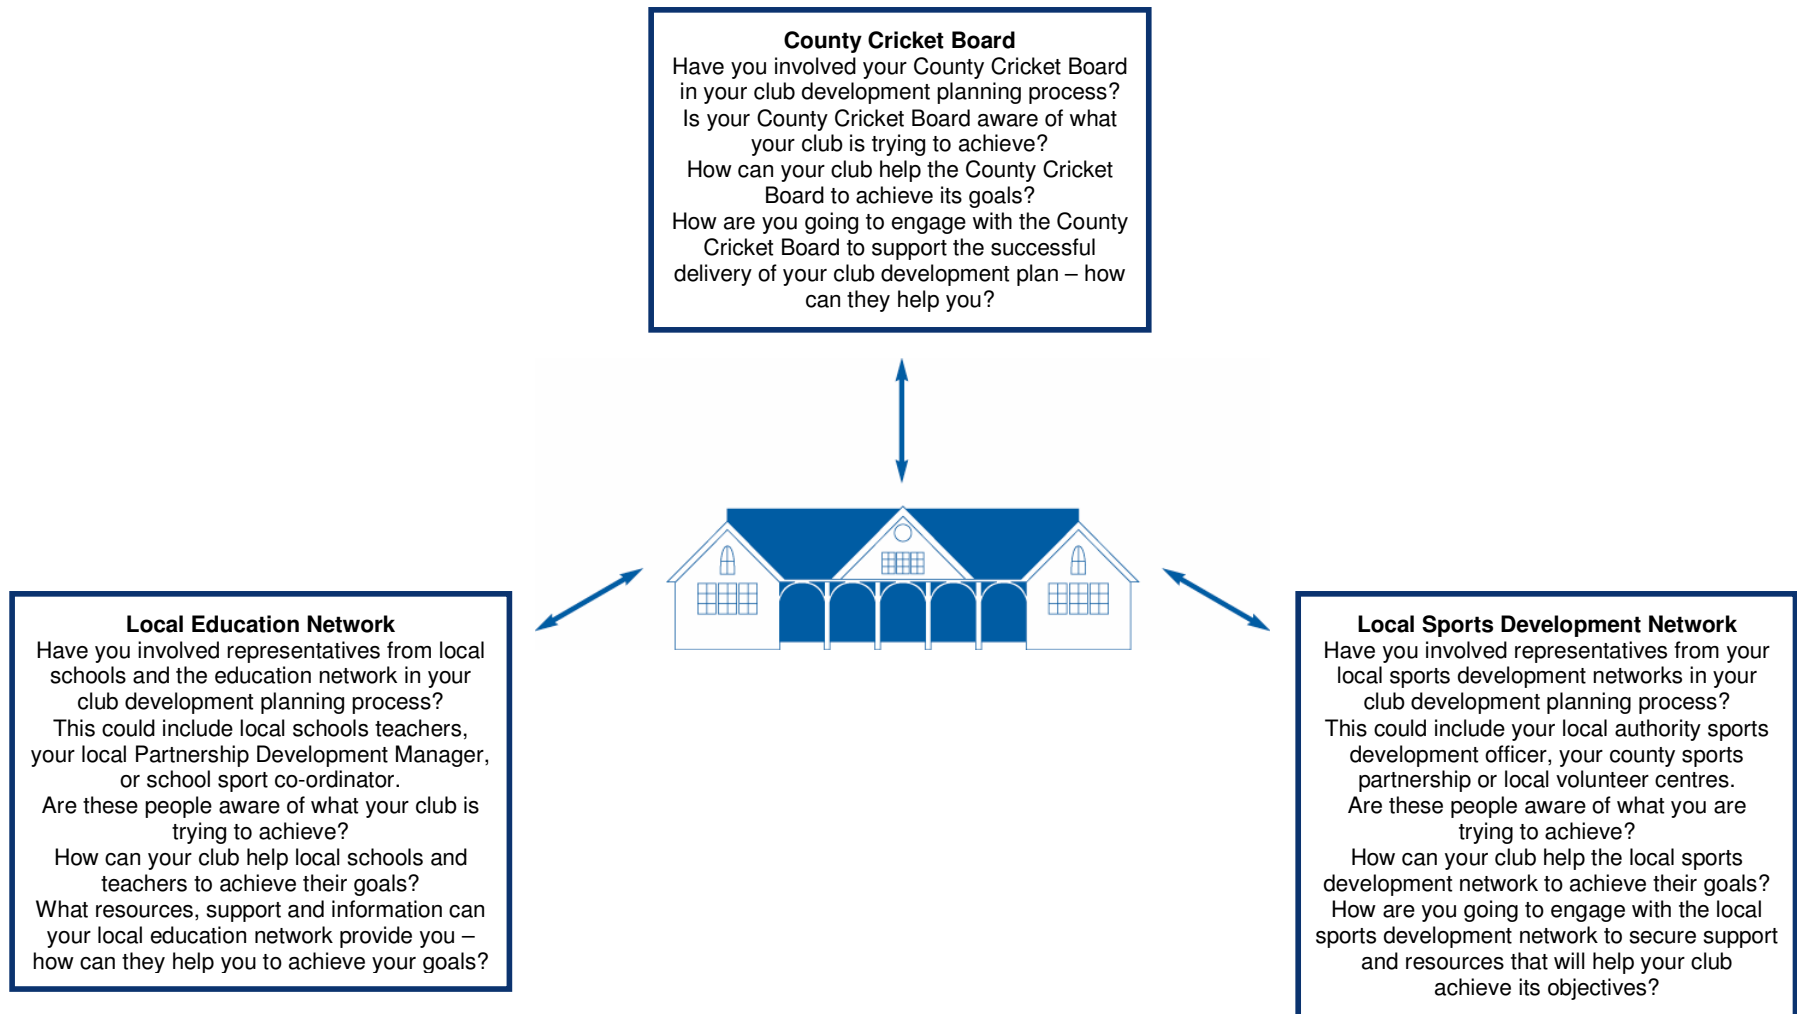 County Cricket Board
Have you involved your County Cricket Board
in your club development planning process?
Is your County Cricket Board aware of what
your club is trying to achieve?
How can your club help the County Cricket
Board to achieve its goals?
How are you going to engage with the County
Cricket Board to support the successful
delivery of your club development plan – how
can they help you?
Local Education Network
Have you involved representatives from local
schools and the education network in your
club development planning process?
This could include local schools teachers,
your local Partnership Development Manager,
or school sport co-ordinator.
Are these people aware of what your club is
trying to achieve?
How can your club help local schools and
teachers to achieve their goals?
What resources, support and information can
your local education network provide you –
how can they help you to achieve your goals?
Local Sports Development Network
Have you involved representatives from your
local sports development networks in your
club development planning process?
This could include your local authority sports
development officer, your county sports
partnership or local volunteer centres.
Are these people aware of what you are
trying to achieve?
How can your club help the local sports
development network to achieve their goals?
How are you going to engage with the local
sports development network to secure support
and resources that will help your club
achieve its objectives?